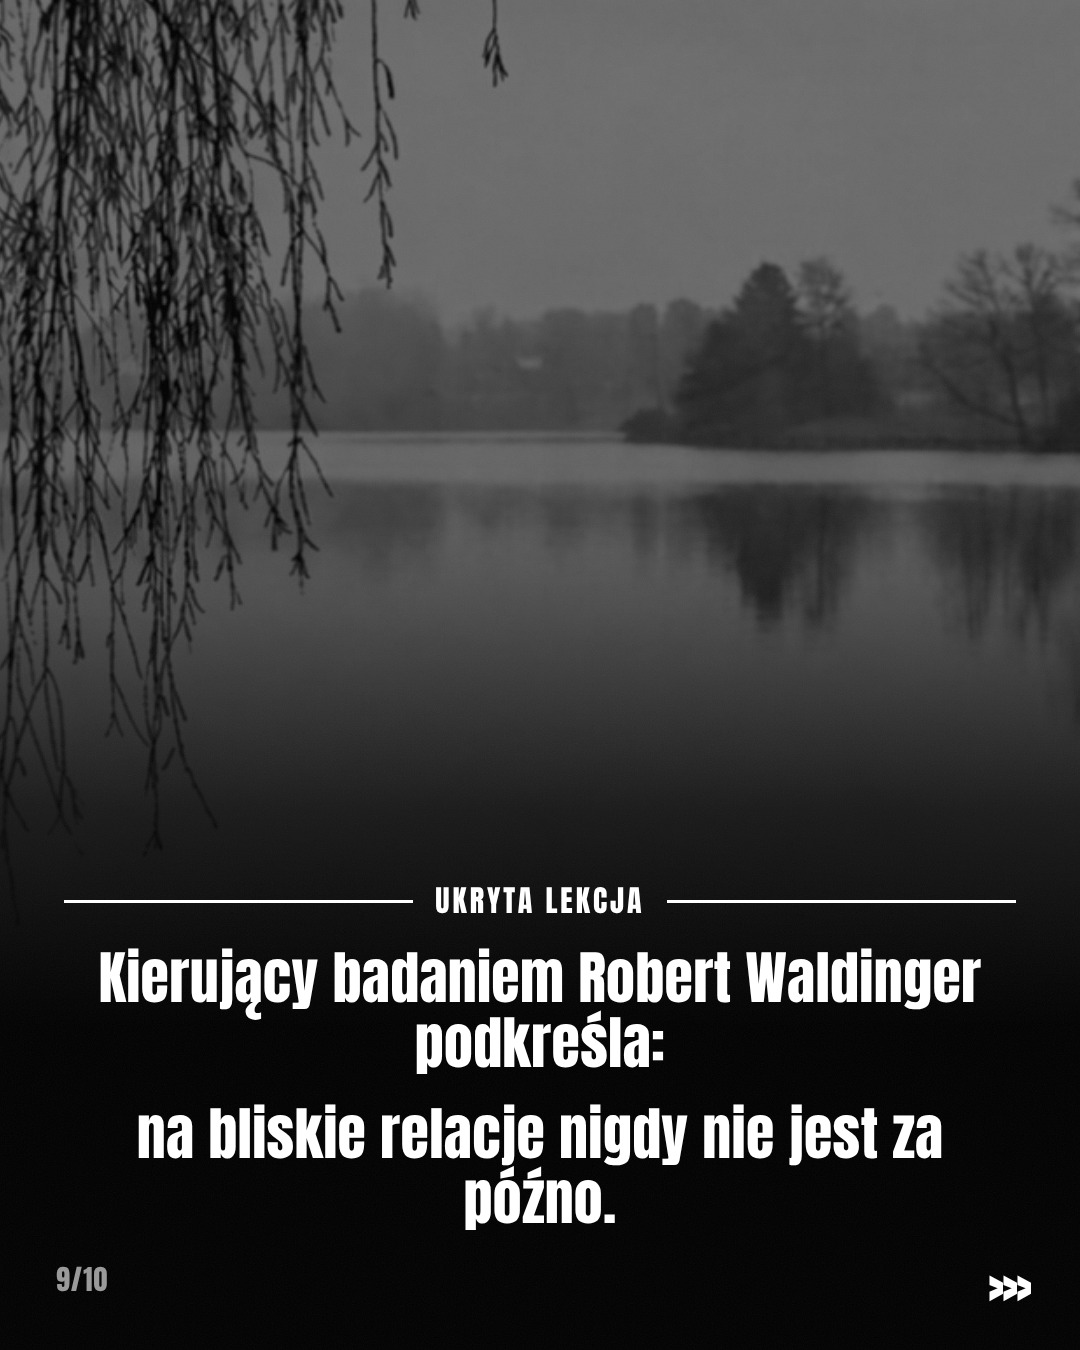 UKRYTA LEKCJA
Kierujący badaniem Robert Waldinger
podkreśla:
na bliskie relacje nigdy nie jest za
późno.
9/10